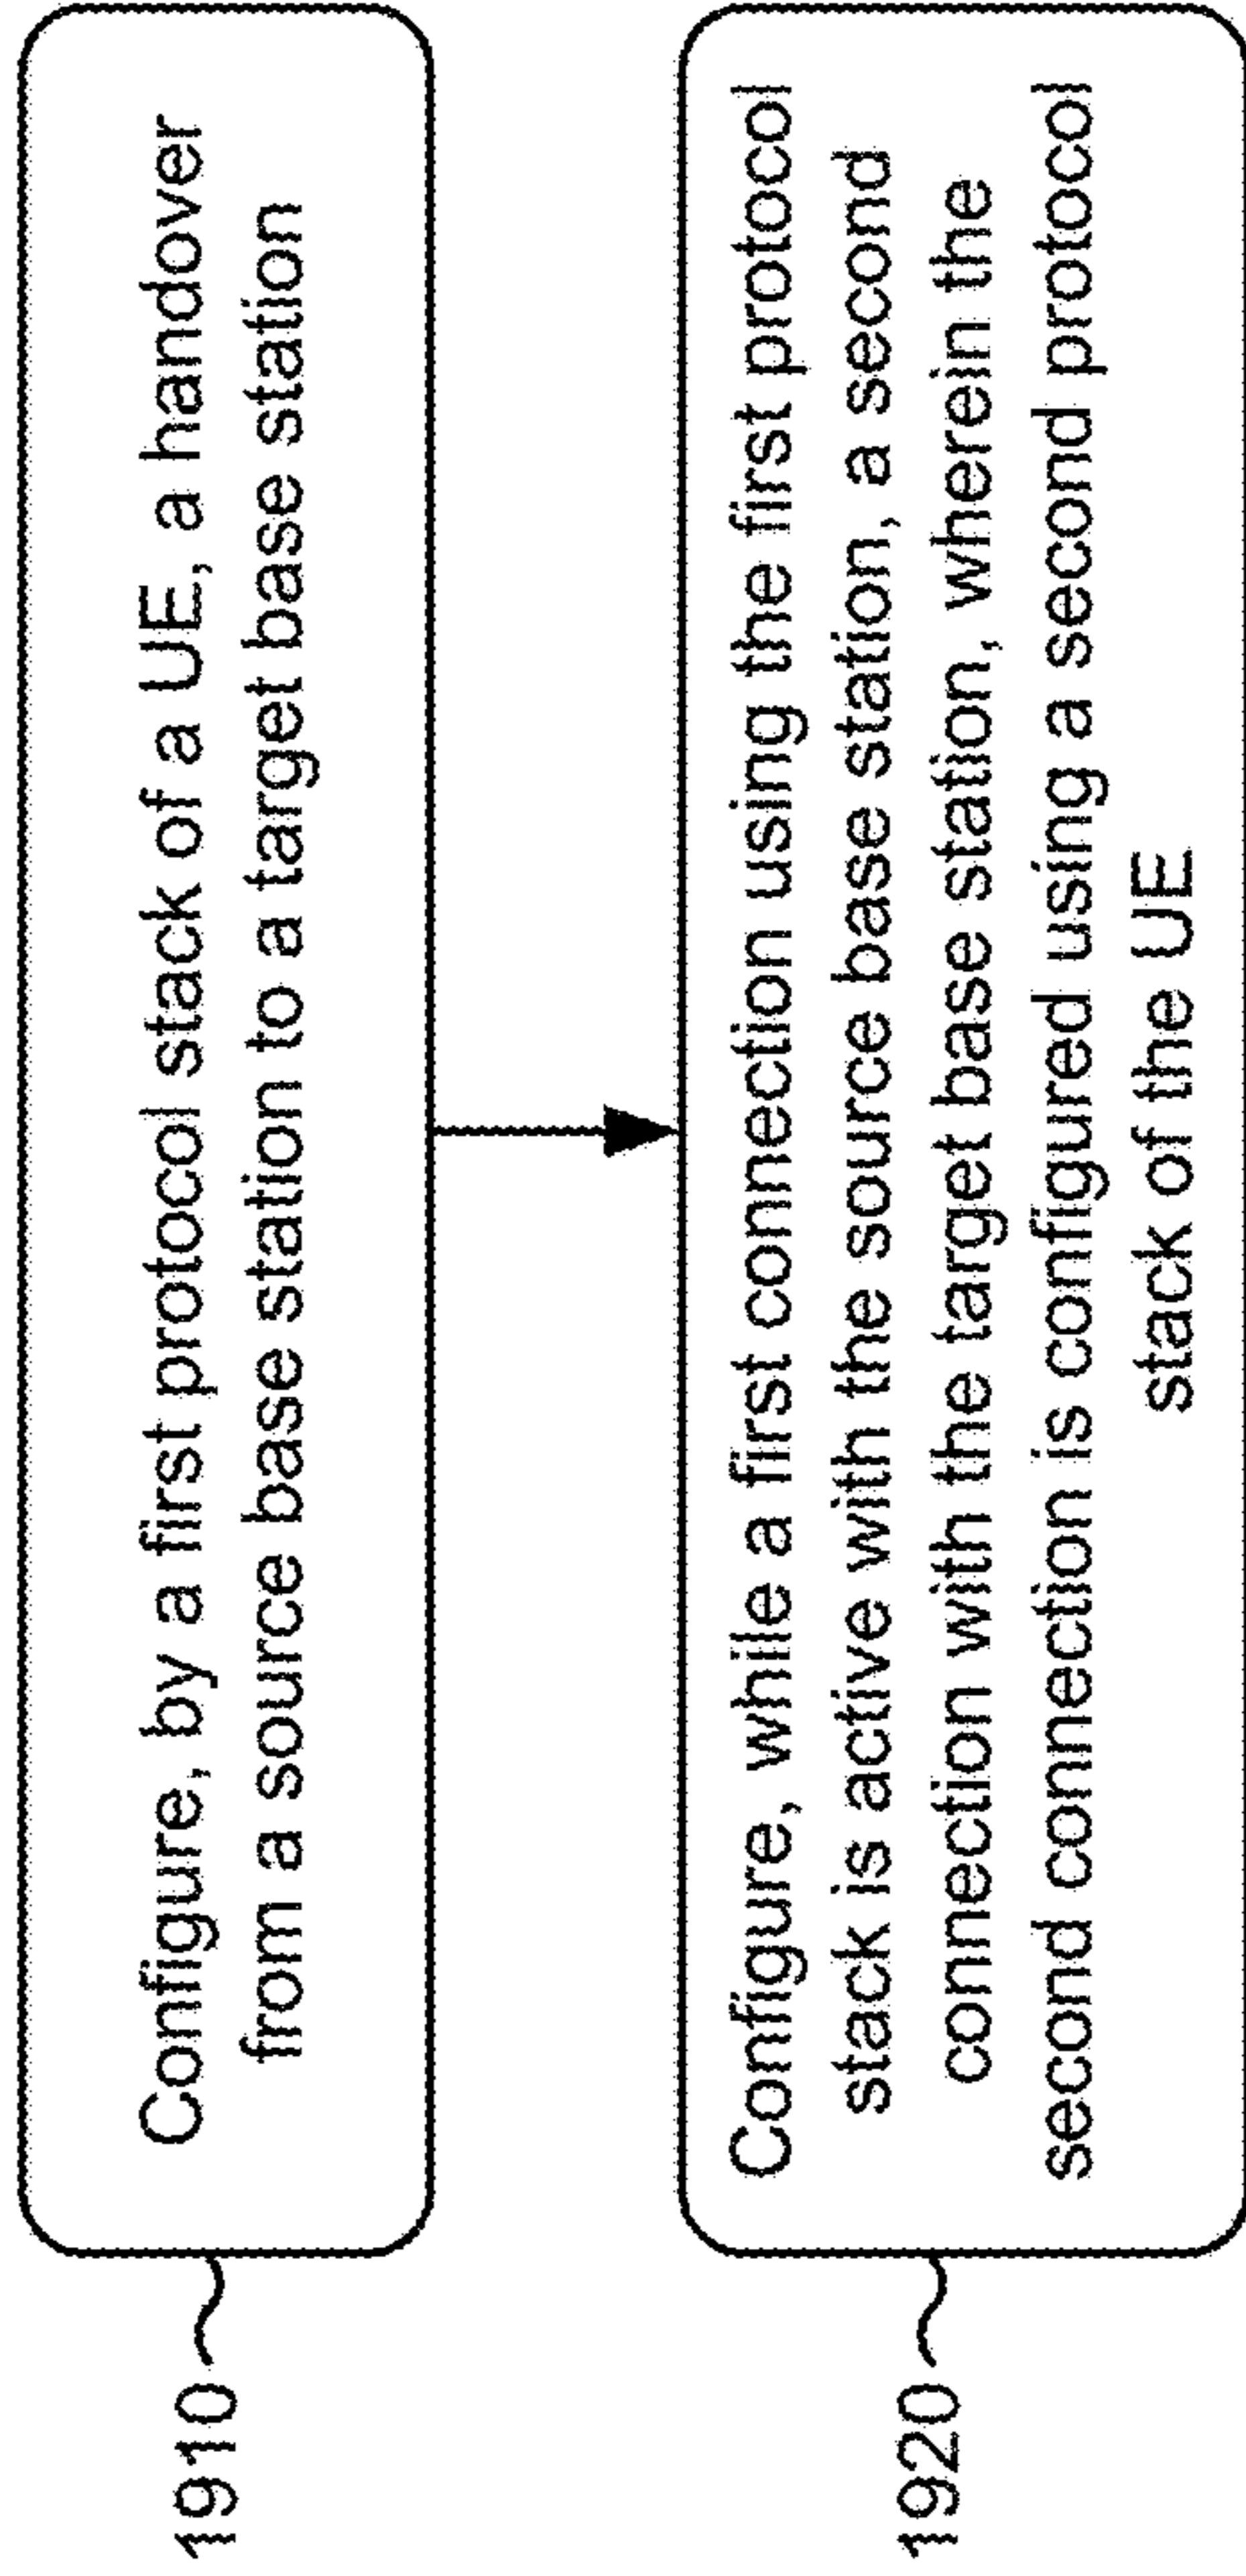 1910
Configure, by a first protocol stack of a UE, a handover
from a source base station to a target base station
1920
Configure, while a first connection using the first protocol
stack is active with the source base station, a second
connection with the target base station, wherein the
second connection is configured using a second protocol
stack of the UE